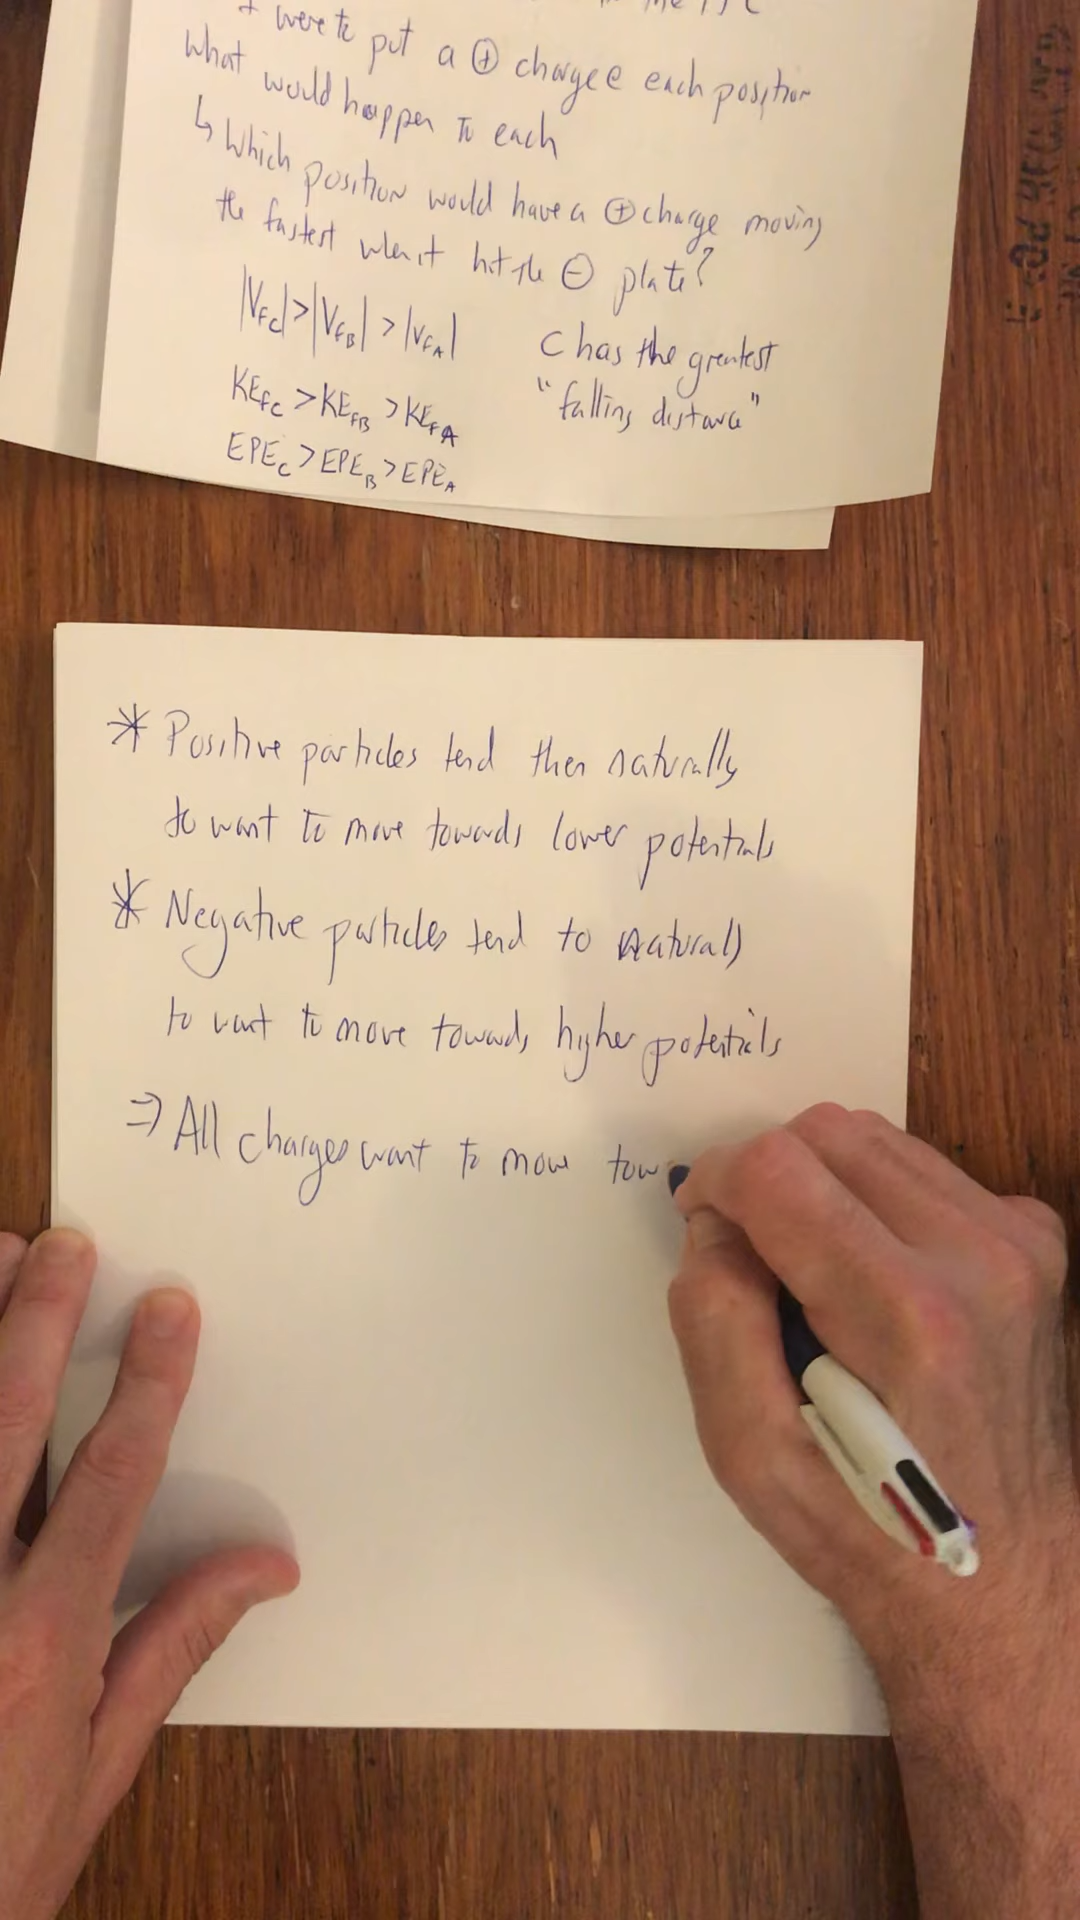 I were to put a ⊕ charge @ each position
what would happen to each
↳ Which position would have a ⊕ charge moving
the fastest when it hit the ⊖ plate?
|V_fC| > |V_fB| > |V_fA|
KE_fC > KE_fB > KE_fA
EPE_C > EPE_B > EPE_A
C has the greatest
"falling distance"
* Positive particles tend then naturally
to want to move towards lower potentials
* Negative particles tend to natural)
to want to move towards higher potentials
⇒ All charges want to move tow